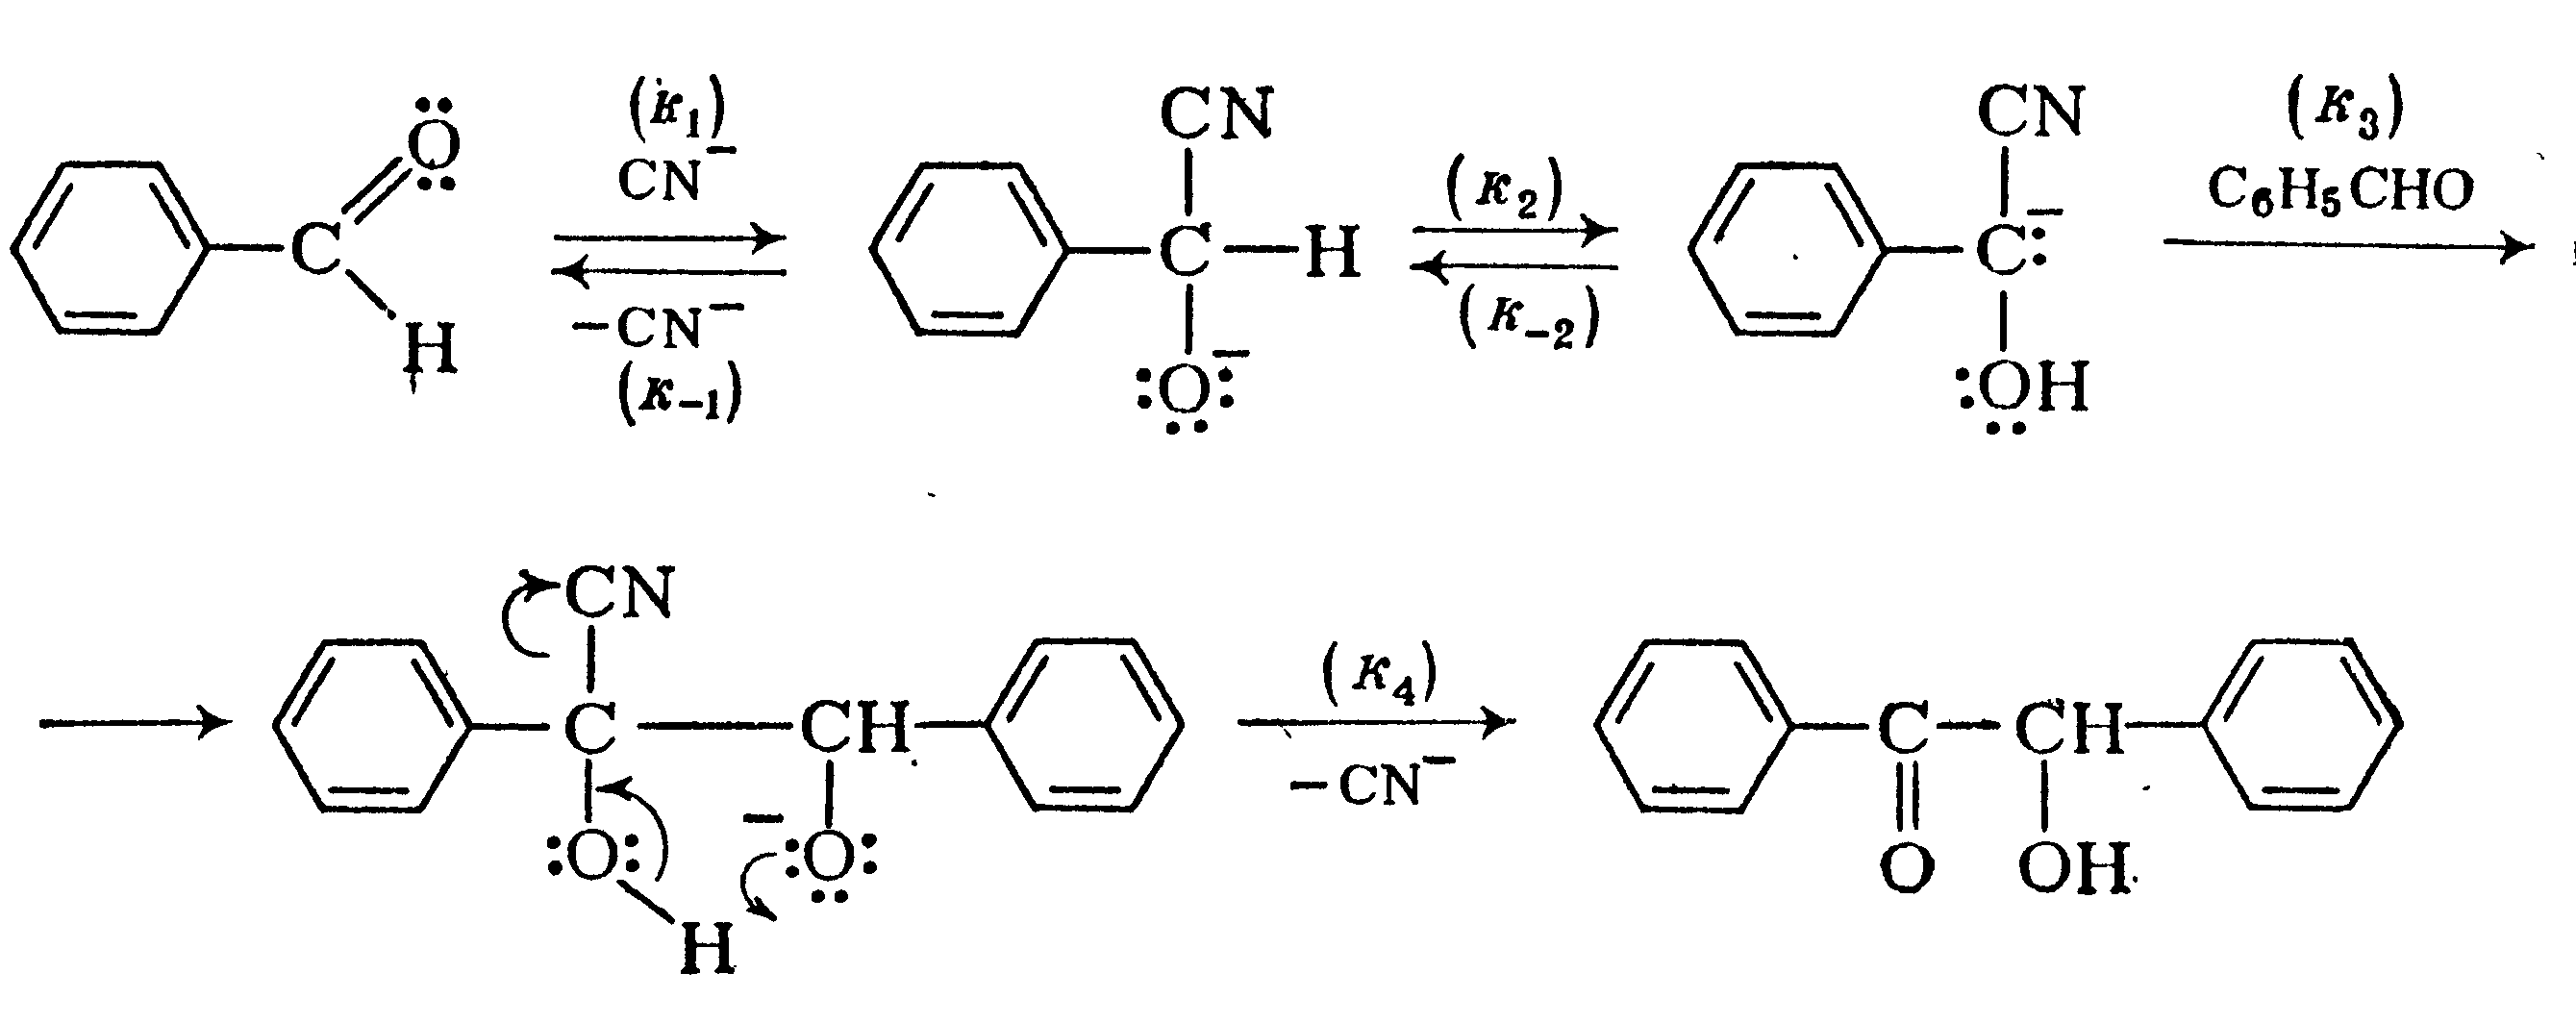 (K₁) CN (K₃)
O CN⁻ CN (K₂) C₆H₅CHO
C C–H C⁻
H –CN⁻ O⁻ (K₋₂) OH
(K₋₁)
CN
C CH (K₄) C–CH
O ⁻O –CN⁻ O OH
H